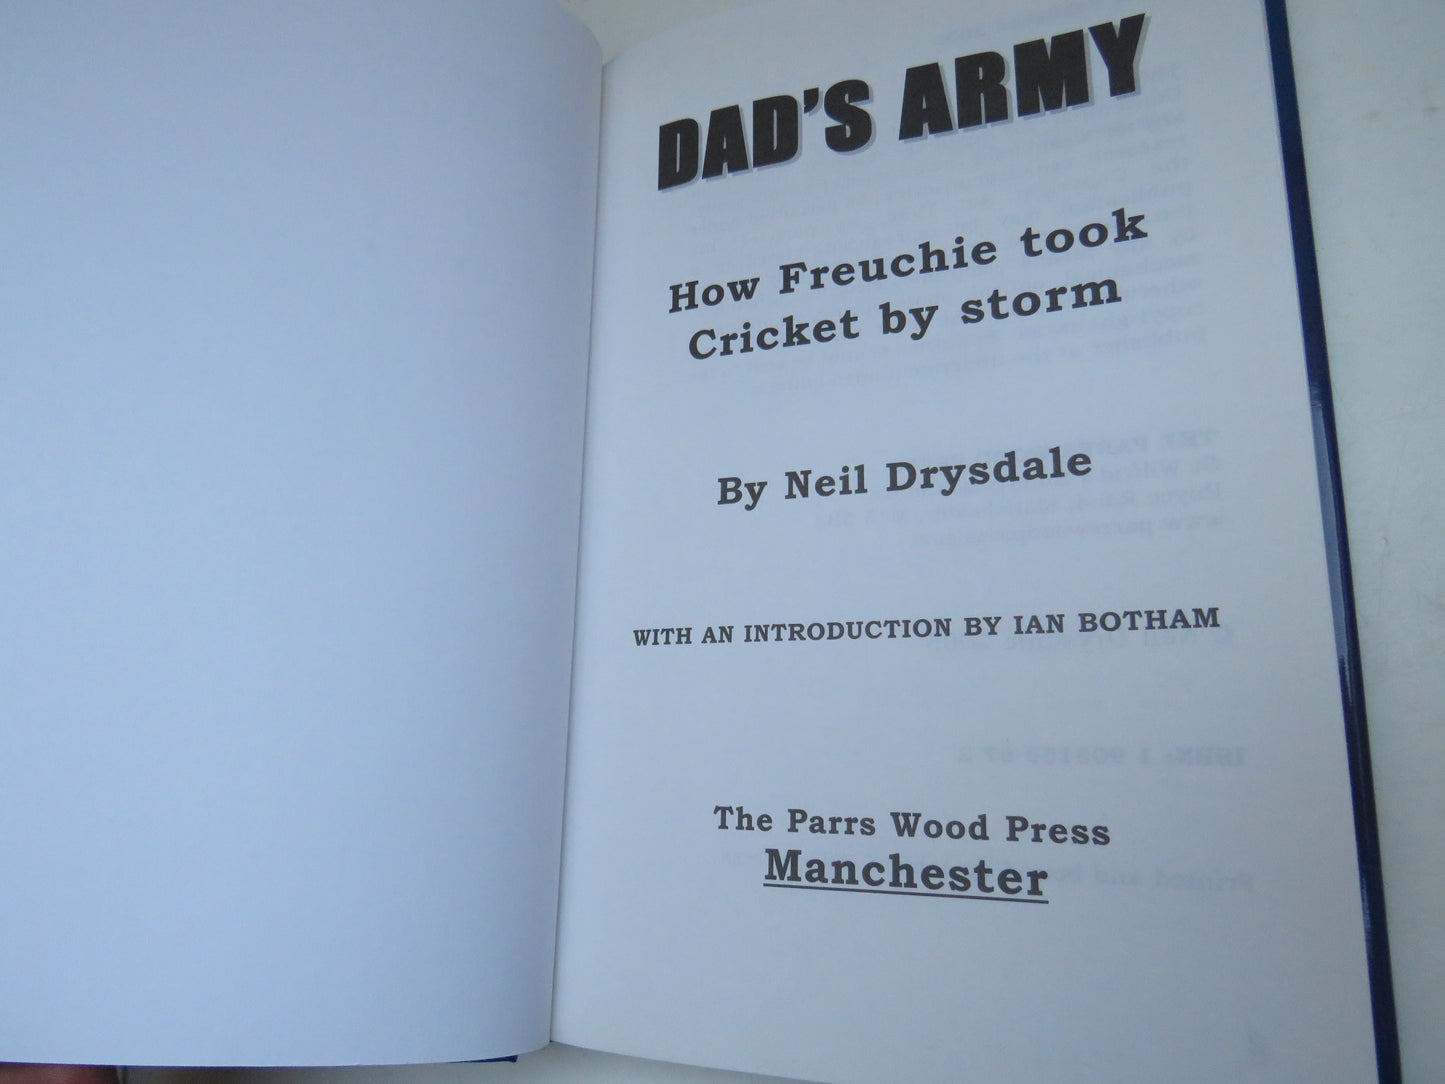 DAD'S ARMY
How Freuchie took
Cricket by storm
By Neil Drysdale
WITH AN INTRODUCTION BY IAN BOTHAM
The Parrs Wood Press
Manchester